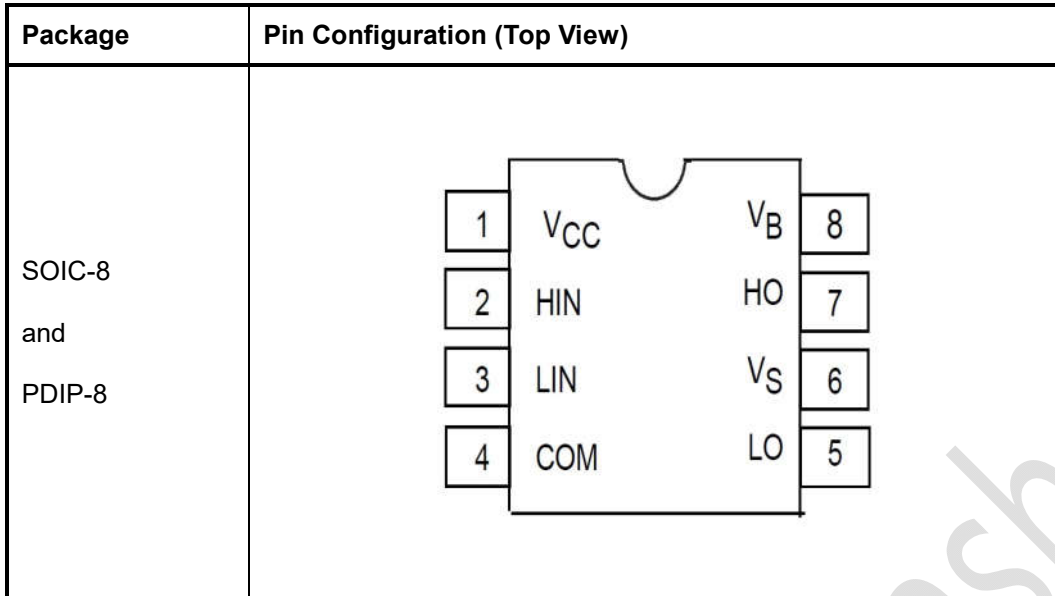 Package
Pin Configuration (Top View)
SOIC-8
and
PDIP-8
1 VCC
VB 8
2 HIN
HO 7
3 LIN
VS 6
4 COM
LO 5